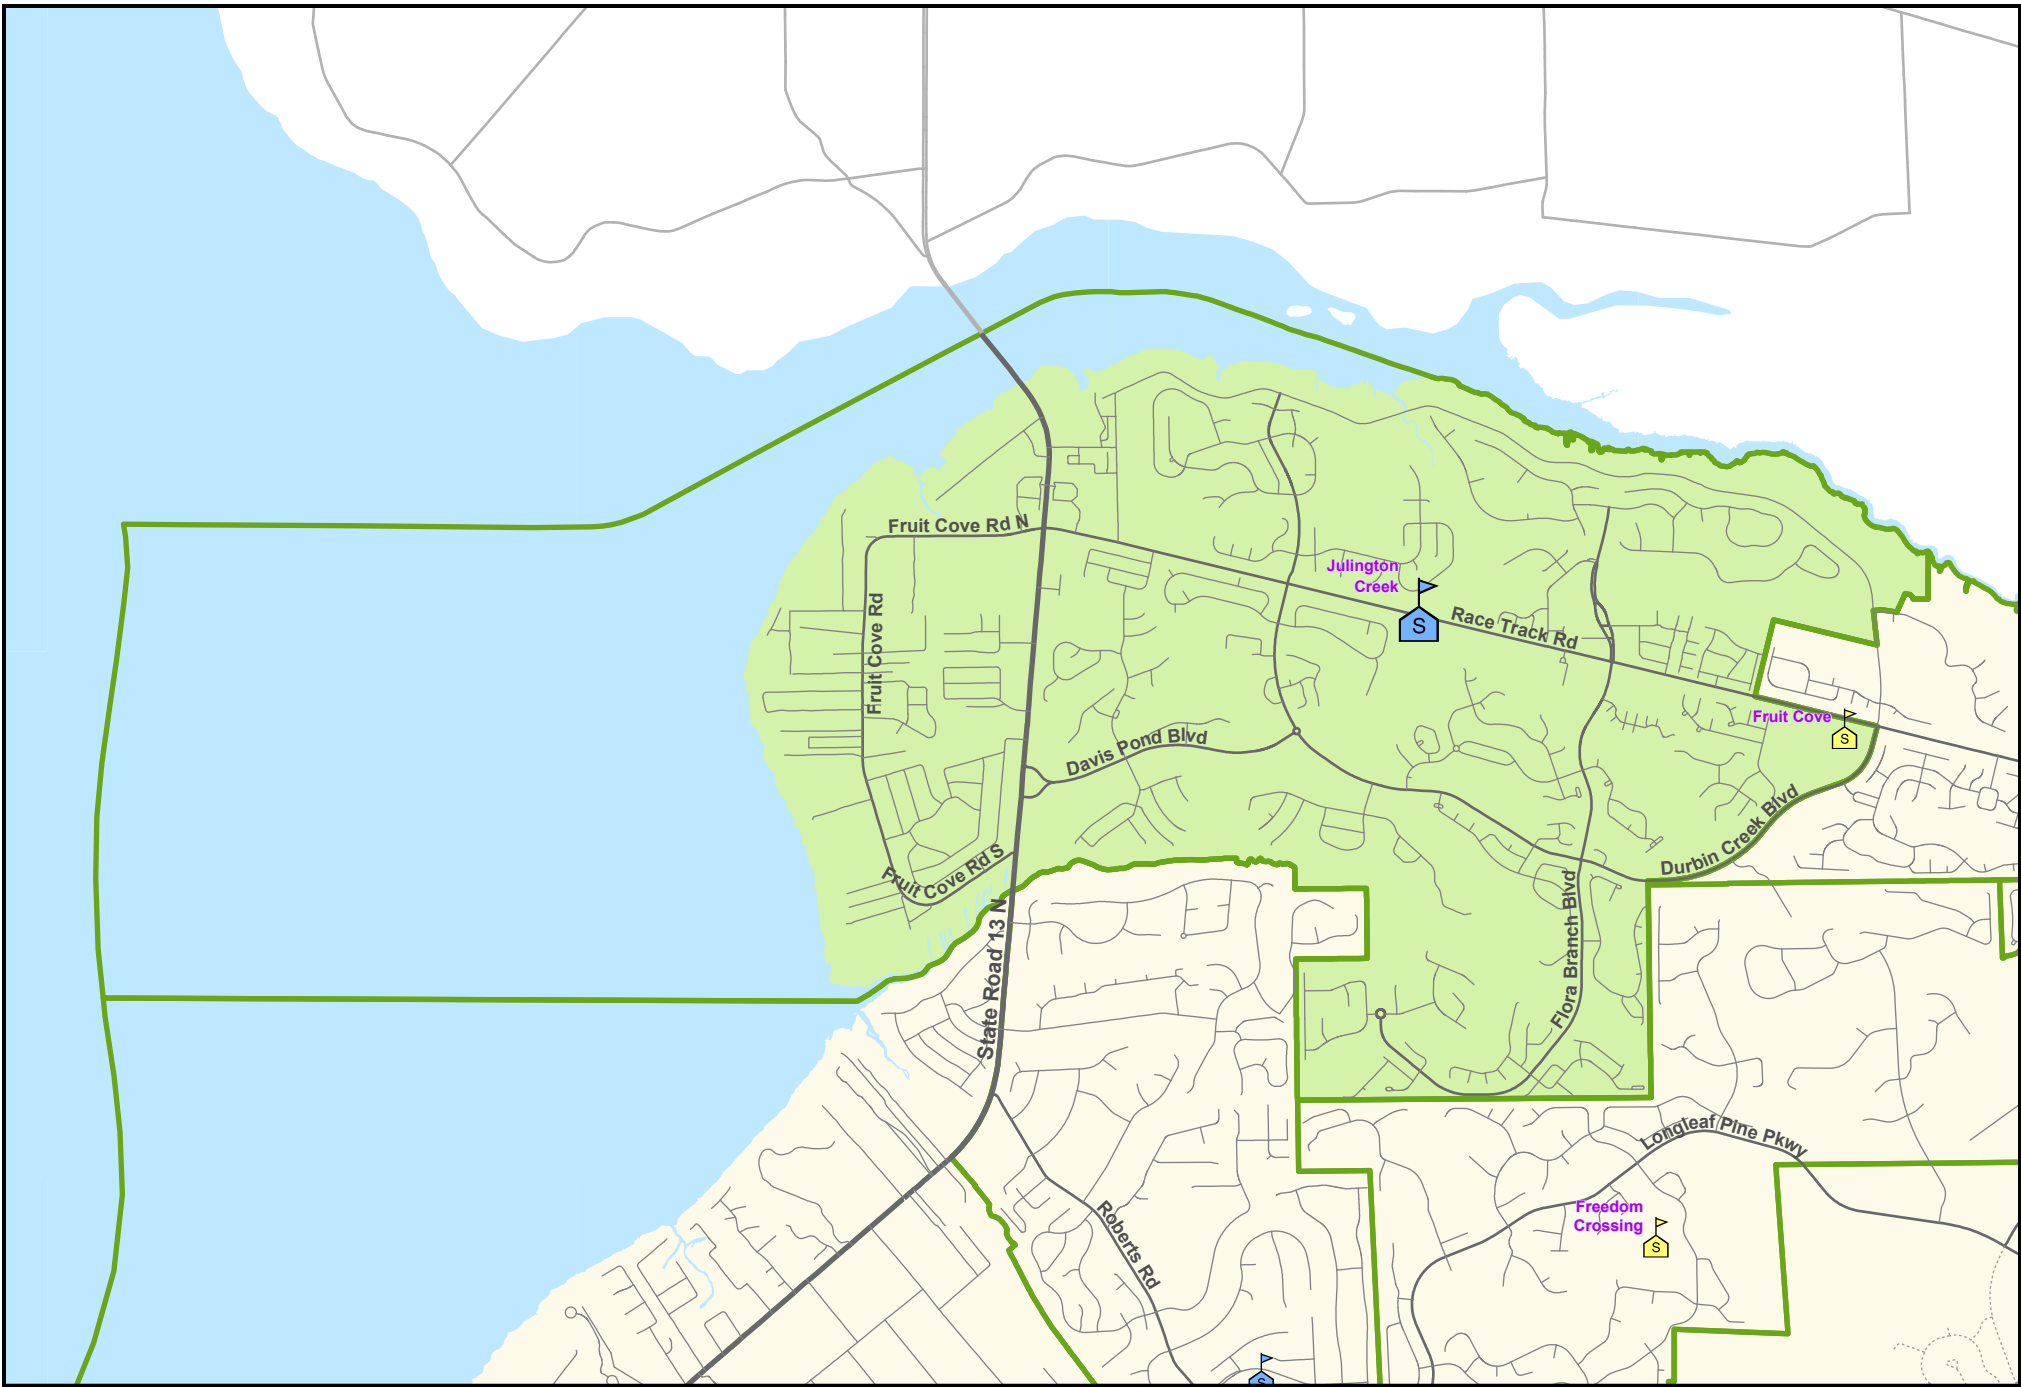 Fruit Cove Rd N
Julington
Creek
S
Race Track Rd
Fruit Cove Rd
Fruit Cove
S
Davis Pond Blvd
Durbin Creek Blvd
Fruit Cove Rd S
Flora Branch Blvd
State Road 13 N
Longleaf Pine Pkwy
Roberts Rd
Freedom
Crossing
S
S